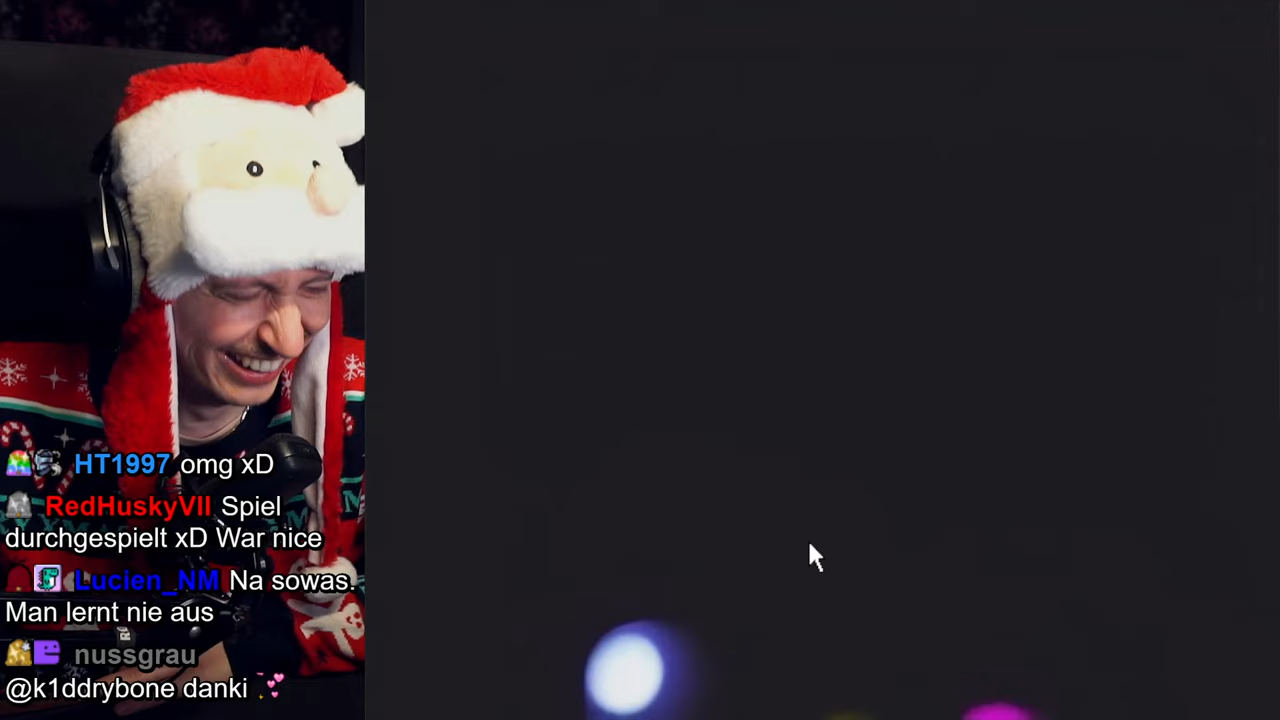 HT1997 omg xD
RedHuskyVII Spiel
durchgespielt xD War nice
Lucien_NM Na sowas.
Man lernt nie aus
nussgrau
@k1ddrybone danki